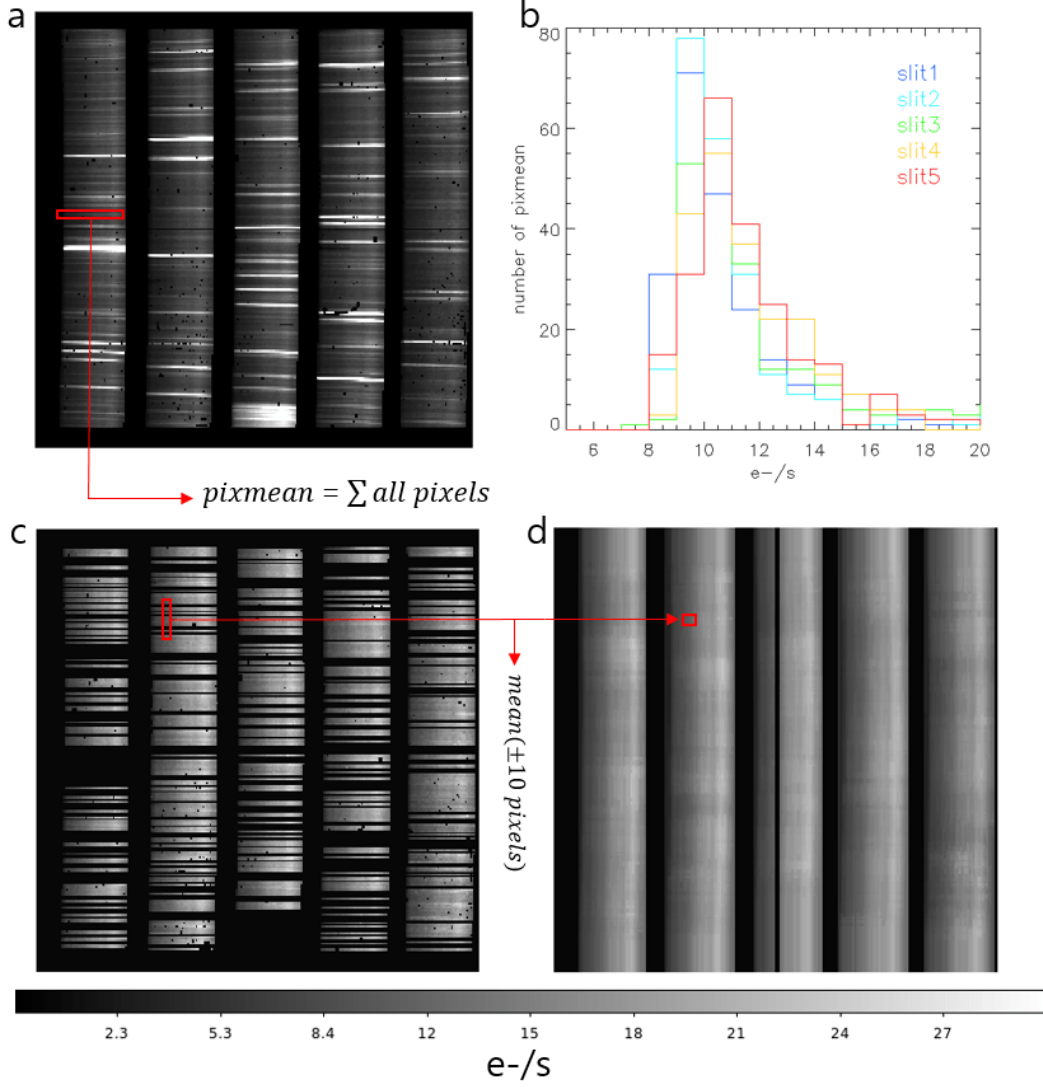 a
b
80
60
40
20
0
number of pixmean
slit1
slit2
slit3
slit4
slit5
6 8 10 12 14 16 18 20
e-/s
pixmean = ∑ all pixels
c
d
mean(±10 pixels)
2.3 5.3 8.4 12 15 18 21 24 27
e-/s